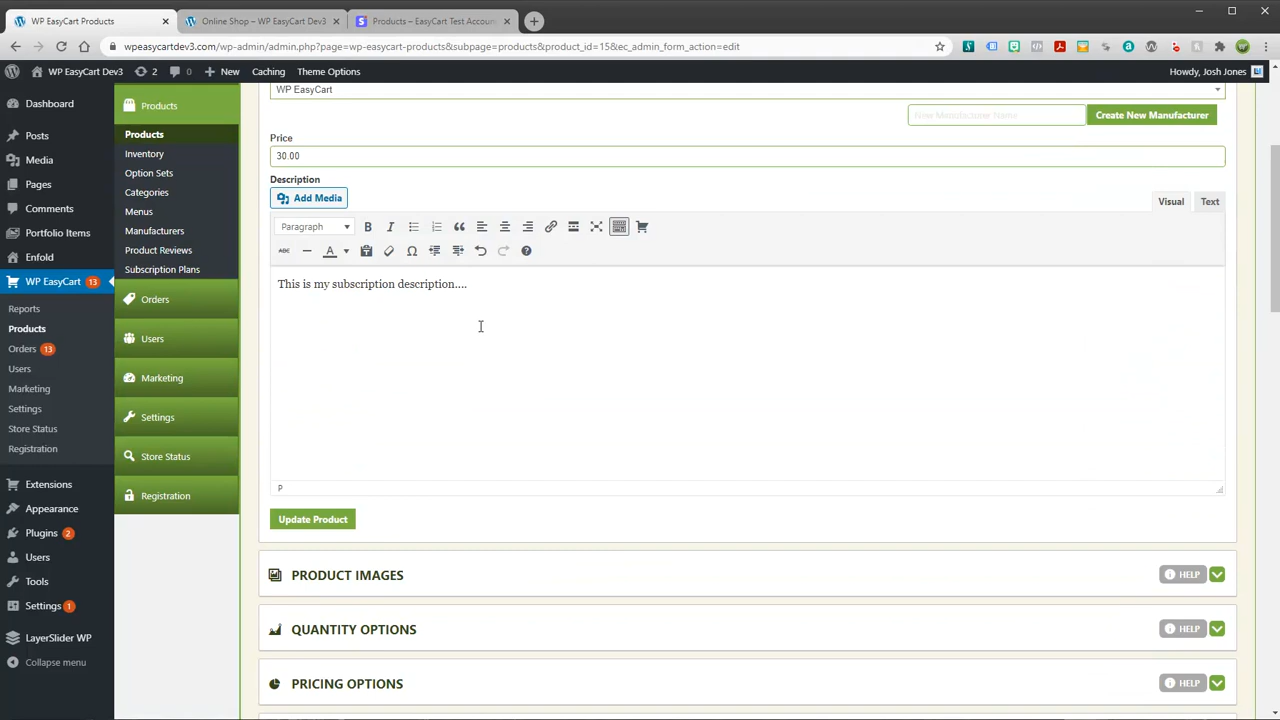 WP EasyCart Products
Online Shop – WP EasyCart Dev3
Products – EasyCart Test Accoun
wpeasycartdev3.com/wp-admin/admin.php?page=wp-easycart-products&subpage=products&product_id=15&ec_admin_form_action=edit
WP EasyCart Dev3
2
0
New
Caching
Theme Options
Howdy, Josh Jones
Dashboard
Posts
Media
Pages
Comments
Portfolio Items
Enfold
WP EasyCart 13
Reports
Products
Orders 13
Users
Marketing
Settings
Store Status
Registration
Extensions
Appearance
Plugins 2
Users
Tools
Settings 1
LayerSlider WP
Collapse menu
Products
Products
Inventory
Option Sets
Categories
Menus
Manufacturers
Product Reviews
Subscription Plans
Orders
Users
Marketing
Settings
Store Status
Registration
WP EasyCart
New Manufacturer Name
Create New Manufacturer
Price
30.00
Description
Add Media
Visual
Text
Paragraph
B
I
ABC
A
Ω
This is my subscription description....
P
Update Product
PRODUCT IMAGES
HELP
QUANTITY OPTIONS
HELP
PRICING OPTIONS
HELP